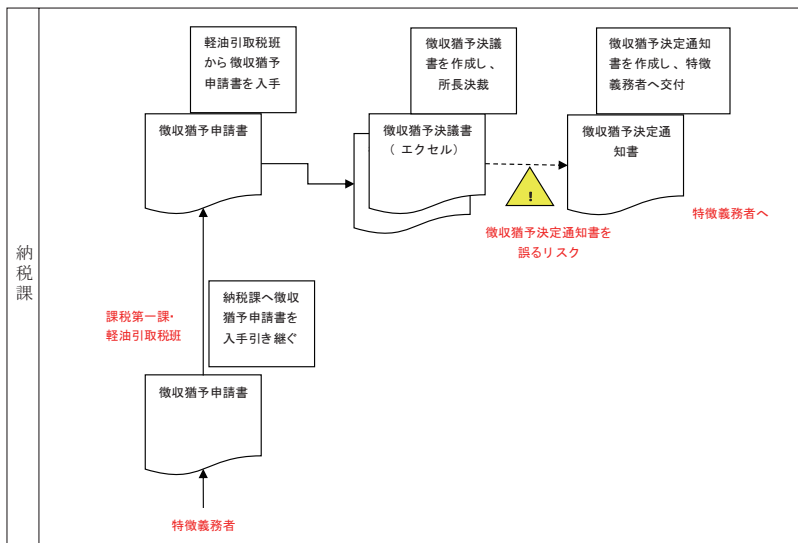 納税課
軽油引取税班
から徴収猶予
申請書を入手
徴収猶予決議
書を作成し、
所長決裁
徴収猶予決定通知
書を作成し、特徴
義務者へ交付
徴収猶予申請書
徴収猶予決議書
（ エクセル）
徴収猶予決定通
知書
!
特徴義務者へ
徴収猶予決定通知書を
誤るリスク
課税第一課・
軽油引取税班
納税課へ徴収
猶予申請書を
入手引き継ぐ
徴収猶予申請書
特徴義務者